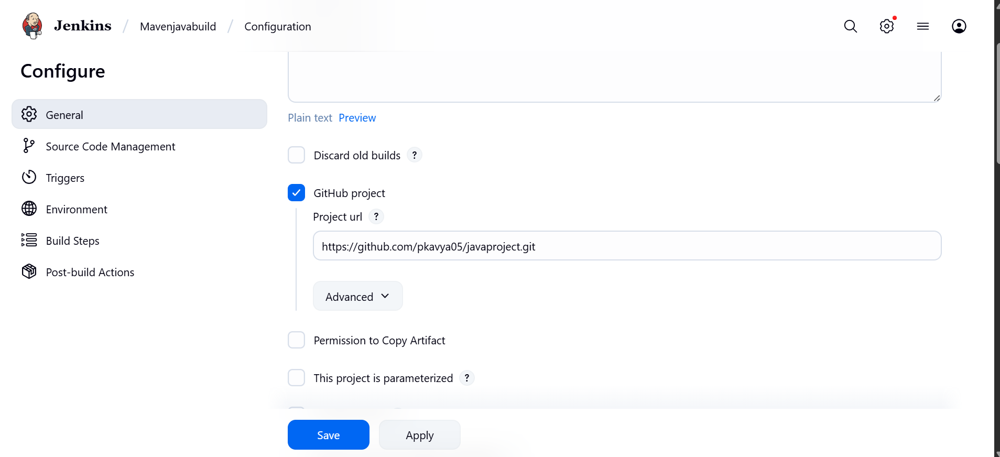 Jenkins / Mavenjavabuild / Configuration
Configure
General
Source Code Management
Triggers
Environment
Build Steps
Post-build Actions
Plain text Preview
Discard old builds ?
GitHub project
Project url ?
https://github.com/pkavya05/javaproject.git
Advanced
Permission to Copy Artifact
This project is parameterized ?
Save Apply